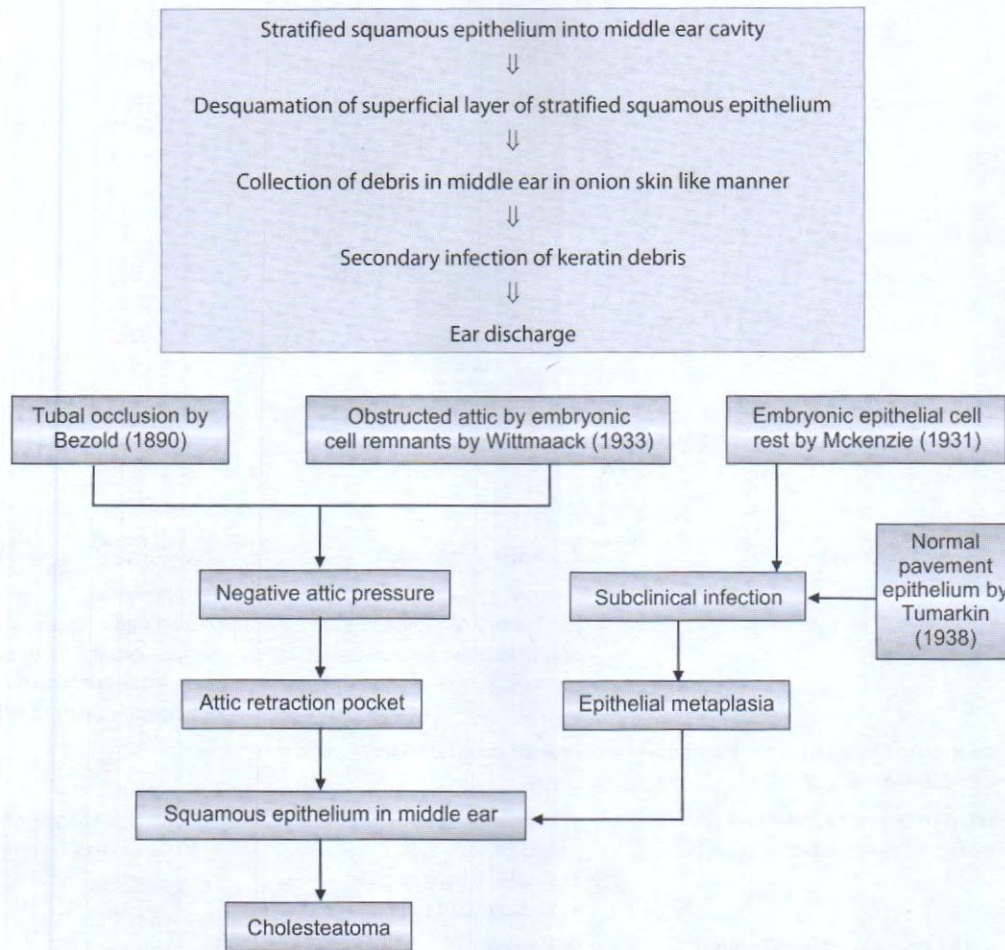 Stratified squamous epithelium into middle ear cavity
⇓
Desquamation of superficial layer of stratified squamous epithelium
⇓
Collection of debris in middle ear in onion skin like manner
⇓
Secondary infection of keratin debris
⇓
Ear discharge
Tubal occlusion by
Bezold (1890)
Obstructed attic by embryonic
cell remnants by Wittmaack (1933)
Embryonic epithelial cell
rest by Mckenzie (1931)
Normal
pavement
epithelium by
Tumarkin
(1938)
Negative attic pressure
Subclinical infection
Attic retraction pocket
Epithelial metaplasia
Squamous epithelium in middle ear
Cholesteatoma